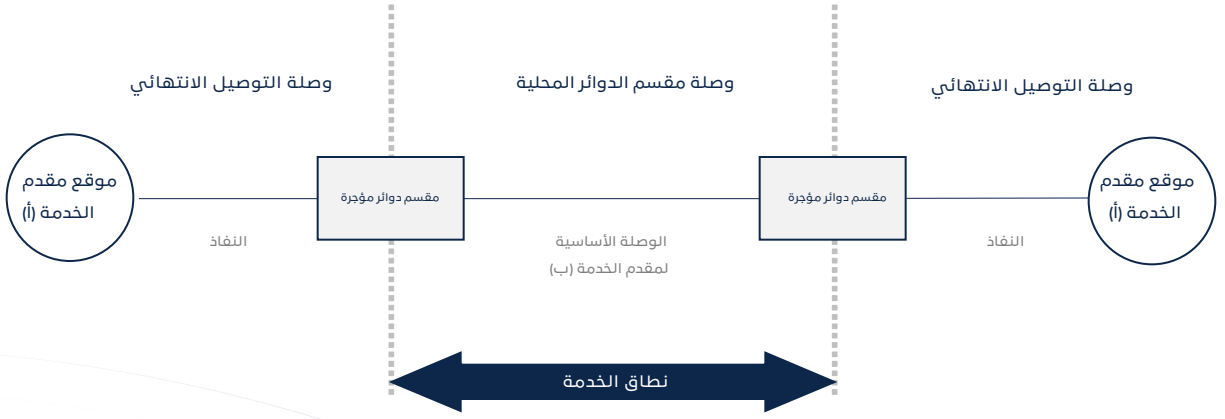 وصلة التوصيل الانتهائي
وصلة مقسم الدوائر المحلية
وصلة التوصيل الانتهائي
موقع مقدم
الخدمة (أ)
مقسم دوائر مؤجرة
مقسم دوائر مؤجرة
موقع مقدم
الخدمة (أ)
النفاذ
الوصلة الأساسية
لمقدم الخدمة (ب)
النفاذ
نطاق الخدمة